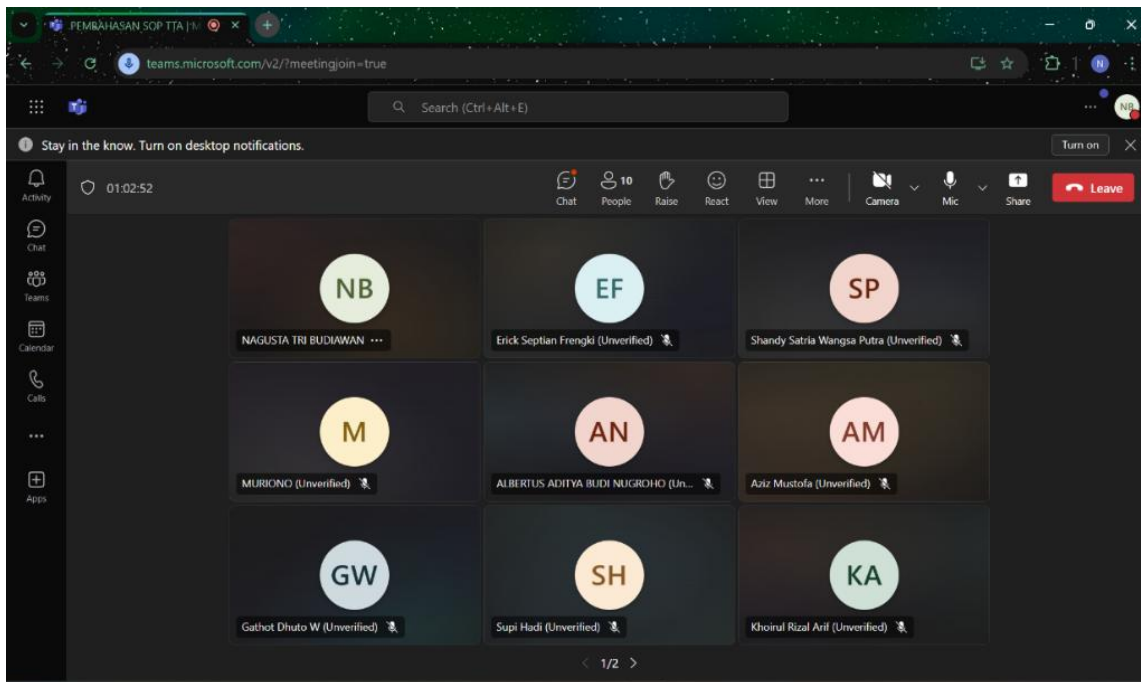 PEMBAHASAN SOP TTA | M
teams.microsoft.com/v2/?meetingjoin=true
N
Search (Ctrl+Alt+E)
NB
Stay in the know. Turn on desktop notifications.
Turn on
Activity
Chat
Teams
Calendar
Calls
Apps
01:02:52
10
Chat
People
Raise
React
View
More
Camera
Mic
Share
Leave
NB
NAGUSTA TRI BUDIAWAN
EF
Erick Septian Frengki (Unverified)
SP
Shandy Satria Wangsa Putra (Unverified)
M
MURIONO (Unverified)
AN
ALBERTUS ADITYA BUDI NUGROHO (Un...
AM
Aziz Mustofa (Unverified)
GW
Gathot Dhuto W (Unverified)
SH
Supi Hadi (Unverified)
KA
Khoirul Rizal Arif (Unverified)
1/2